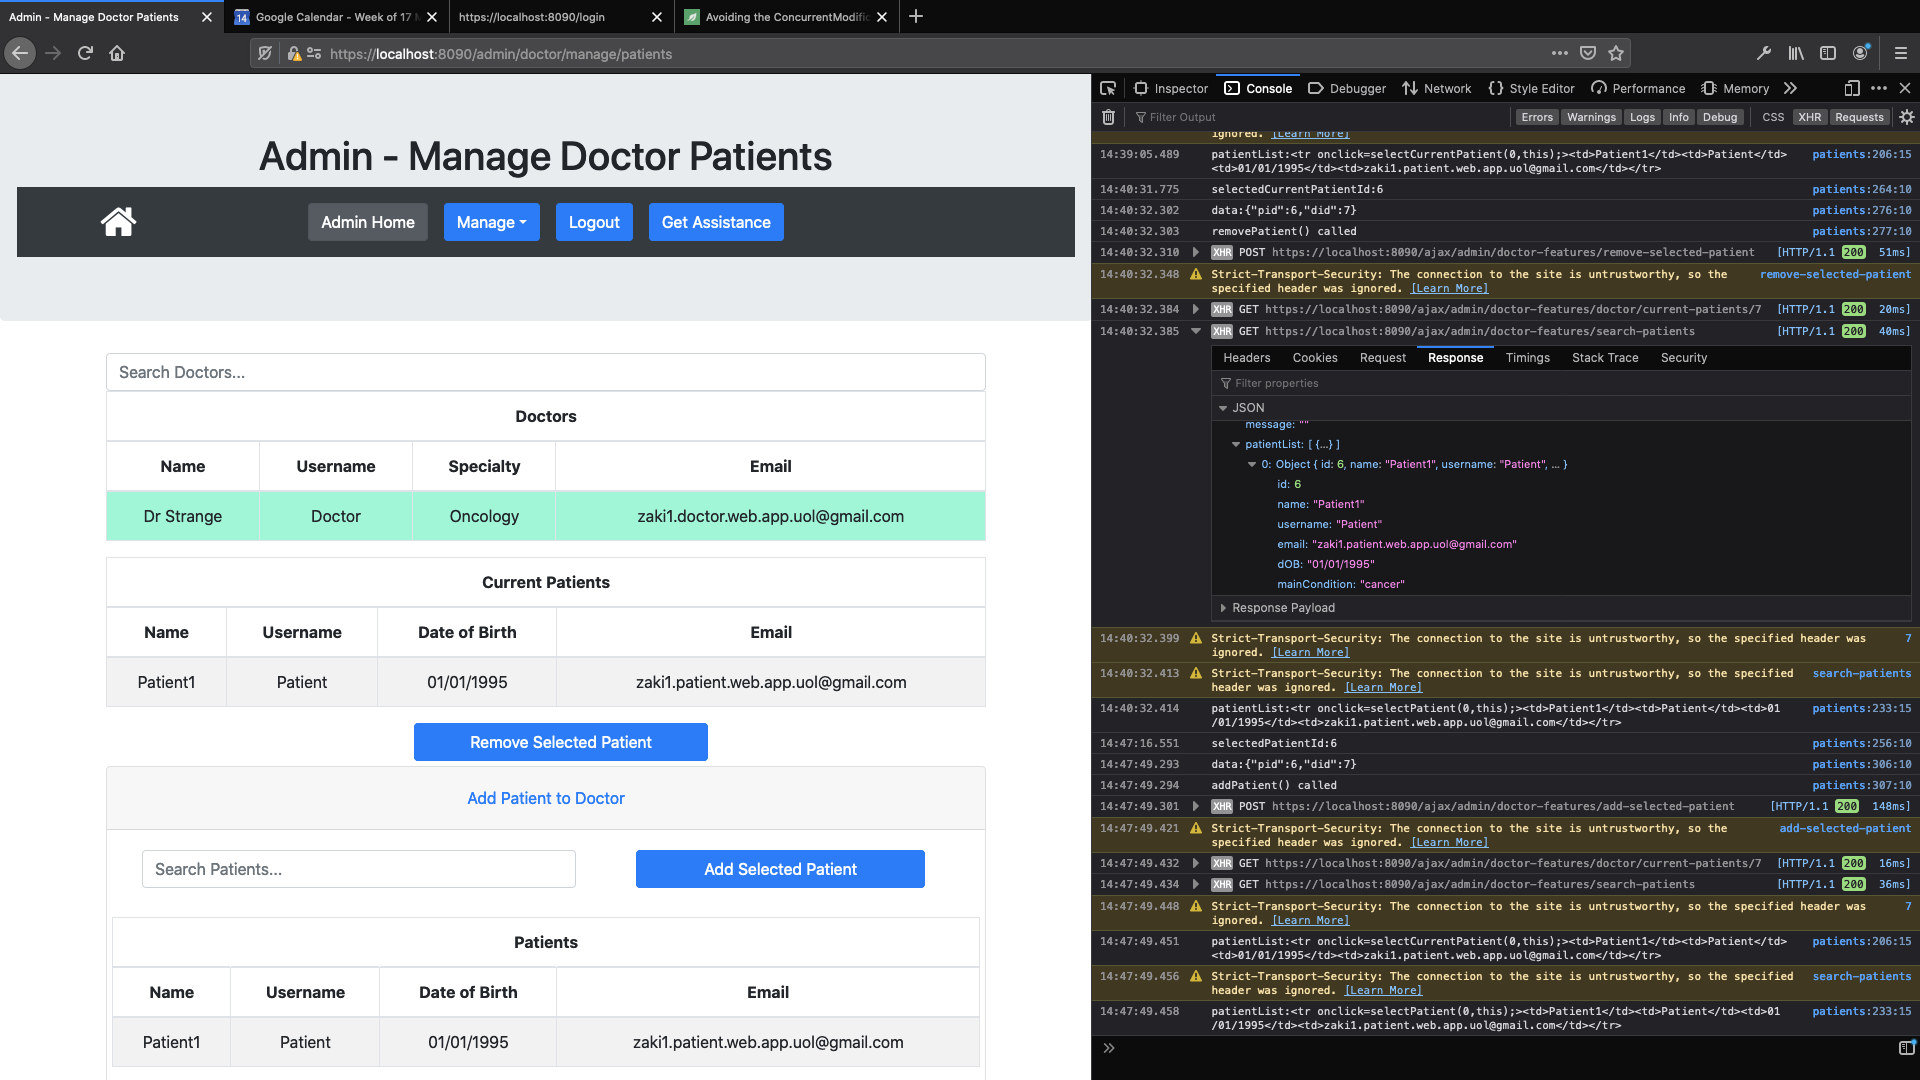 Admin - Manage Doctor Patients
Google Calendar - Week of 17 M
https://localhost:8090/login
Avoiding the ConcurrentModific
https://localhost:8090/admin/doctor/manage/patients
Admin - Manage Doctor Patients
Admin Home
Manage
Logout
Get Assistance
Search Doctors...
Doctors
Name Username Specialty Email
Dr Strange Doctor Oncology zaki1.doctor.web.app.uol@gmail.com
Current Patients
Name Username Date of Birth Email
Patient1 Patient 01/01/1995 zaki1.patient.web.app.uol@gmail.com
Remove Selected Patient
Add Patient to Doctor
Search Patients...
Add Selected Patient
Patients
Name Username Date of Birth Email
Patient1 Patient 01/01/1995 zaki1.patient.web.app.uol@gmail.com
Inspector Console Debugger Network Style Editor Performance Memory
Filter Output
Errors Warnings Logs Info Debug CSS XHR Requests
ignored. [Learn More]
14:39:05.489 patientList:<tr onclick=selectCurrentPatient(0,this);><td>Patient1</td><td>Patient</td> patients:206:15
<td>01/01/1995</td><td>zaki1.patient.web.app.uol@gmail.com</td></tr>
14:40:31.775 selectedCurrentPatientId:6 patients:264:10
14:40:32.302 data:{"pid":6,"did":7} patients:276:10
14:40:32.303 removePatient() called patients:277:10
14:40:32.310 XHR POST https://localhost:8090/ajax/admin/doctor-features/remove-selected-patient [HTTP/1.1 200 51ms]
14:40:32.348 Strict-Transport-Security: The connection to the site is untrustworthy, so the remove-selected-patient
specified header was ignored. [Learn More]
14:40:32.384 XHR GET https://localhost:8090/ajax/admin/doctor-features/doctor/current-patients/7 [HTTP/1.1 200 20ms]
14:40:32.385 XHR GET https://localhost:8090/ajax/admin/doctor-features/search-patients [HTTP/1.1 200 40ms]
Headers Cookies Request Response Timings Stack Trace Security
Filter properties
JSON
message: ""
patientList: [ {…} ]
0: Object { id: 6, name: "Patient1", username: "Patient", … }
id: 6
name: "Patient1"
username: "Patient"
email: "zaki1.patient.web.app.uol@gmail.com"
dOB: "01/01/1995"
mainCondition: "cancer"
Response Payload
14:40:32.399 Strict-Transport-Security: The connection to the site is untrustworthy, so the specified header was 7
ignored. [Learn More]
14:40:32.413 Strict-Transport-Security: The connection to the site is untrustworthy, so the specified search-patients
header was ignored. [Learn More]
14:40:32.414 patientList:<tr onclick=selectPatient(0,this);><td>Patient1</td><td>Patient</td><td>01 patients:233:15
/01/1995</td><td>zaki1.patient.web.app.uol@gmail.com</td></tr>
14:47:16.551 selectedPatientId:6 patients:256:10
14:47:49.293 data:{"pid":6,"did":7} patients:306:10
14:47:49.294 addPatient() called patients:307:10
14:47:49.301 XHR POST https://localhost:8090/ajax/admin/doctor-features/add-selected-patient [HTTP/1.1 200 148ms]
14:47:49.421 Strict-Transport-Security: The connection to the site is untrustworthy, so the add-selected-patient
specified header was ignored. [Learn More]
14:47:49.432 XHR GET https://localhost:8090/ajax/admin/doctor-features/doctor/current-patients/7 [HTTP/1.1 200 16ms]
14:47:49.434 XHR GET https://localhost:8090/ajax/admin/doctor-features/search-patients [HTTP/1.1 200 36ms]
14:47:49.448 Strict-Transport-Security: The connection to the site is untrustworthy, so the specified header was 7
ignored. [Learn More]
14:47:49.451 patientList:<tr onclick=selectCurrentPatient(0,this);><td>Patient1</td><td>Patient</td> patients:206:15
<td>01/01/1995</td><td>zaki1.patient.web.app.uol@gmail.com</td></tr>
14:47:49.456 Strict-Transport-Security: The connection to the site is untrustworthy, so the specified search-patients
header was ignored. [Learn More]
14:47:49.458 patientList:<tr onclick=selectPatient(0,this);><td>Patient1</td><td>Patient</td><td>01 patients:233:15
/01/1995</td><td>zaki1.patient.web.app.uol@gmail.com</td></tr>